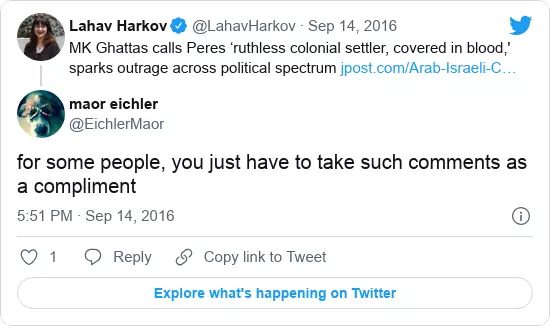 Lahav Harkov @LahavHarkov · Sep 14, 2016
MK Ghattas calls Peres ‘ruthless colonial settler, covered in blood,'
sparks outrage across political spectrum jpost.com/Arab-Israeli-C…
maor eichler
@EichlerMaor
for some people, you just have to take such comments as
a compliment
5:51 PM · Sep 14, 2016
1 Reply Copy link to Tweet
Explore what's happening on Twitter